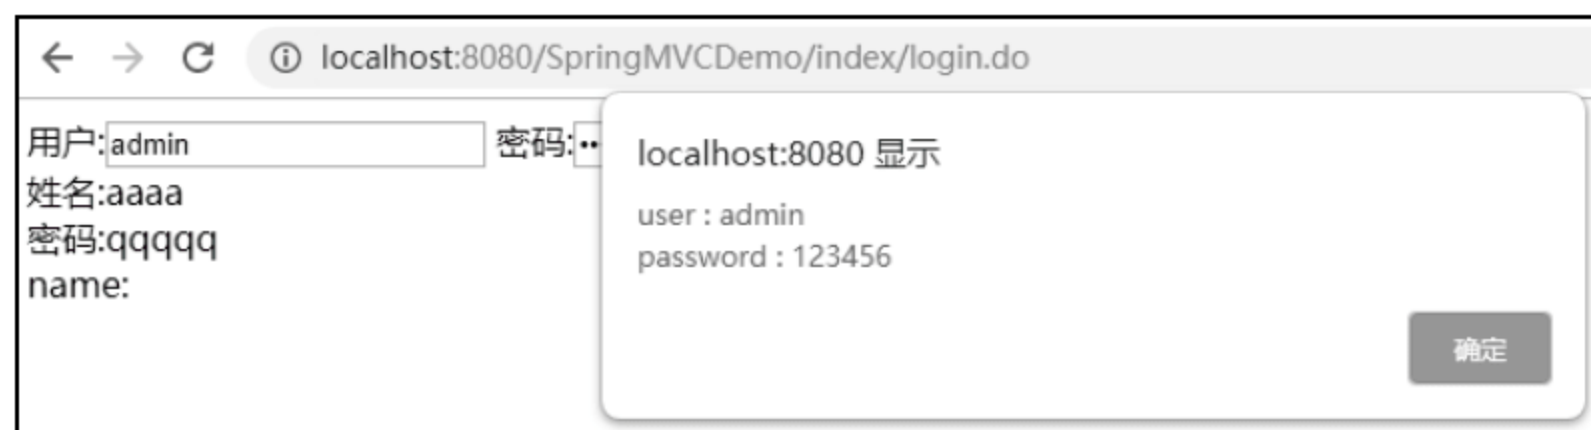 localhost:8080/SpringMVCDemo/index/login.do
用户:admin 密码:••
姓名:aaaa
密码:qqqqq
name:
localhost:8080 显示
user : admin
password : 123456
确定